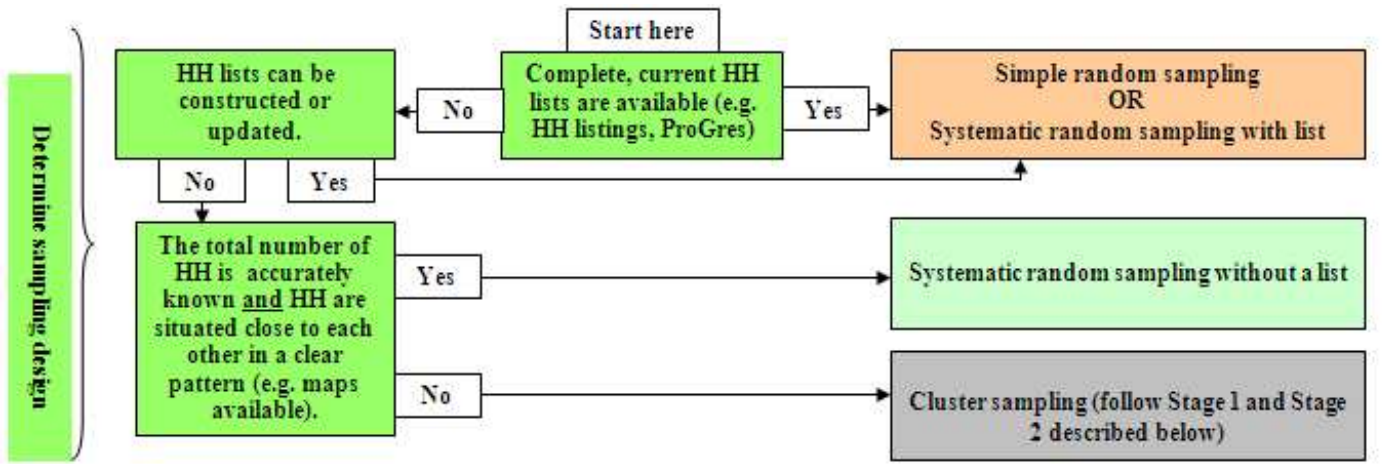 Determine sampling design
Start here
Complete, current HH
lists are available (e.g.
HH listings, ProGres)
No
Yes
HH lists can be
constructed or
updated.
Simple random sampling
OR
Systematic random sampling with list
No
Yes
The total number of
HH is accurately
known and HH are
situated close to each
other in a clear
pattern (e.g. maps
available).
Yes
Systematic random sampling without a list
No
Cluster sampling (follow Stage 1 and Stage
2 described below)